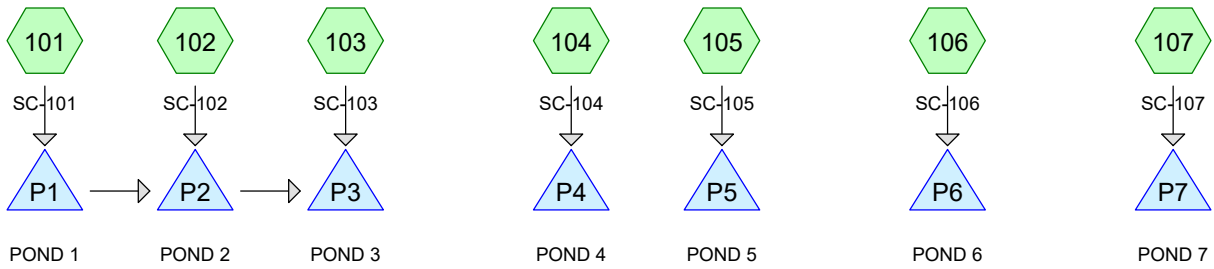 101 102 103 104 105 106 107
SC-101 SC-102 SC-103 SC-104 SC-105 SC-106 SC-107
P1 P2 P3 P4 P5 P6 P7
POND 1 POND 2 POND 3 POND 4 POND 5 POND 6 POND 7